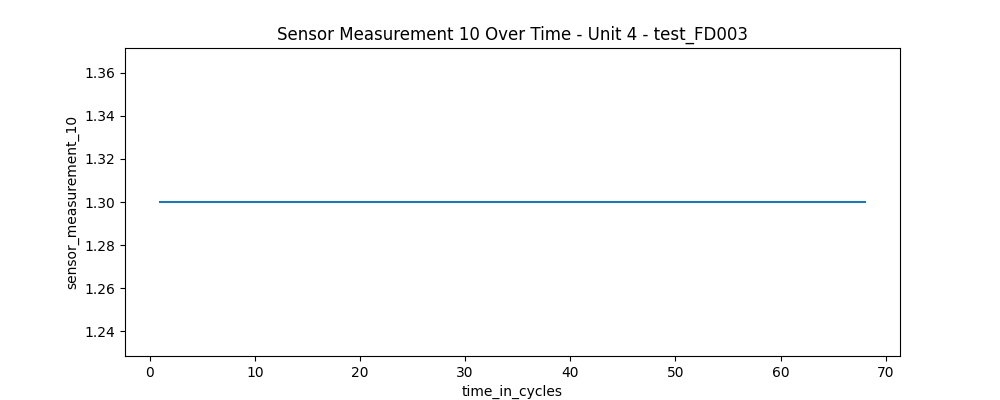 Sensor Measurement 10 Over Time - Unit 4 - test_FD003
sensor_measurement_10
1.36
1.34
1.32
1.30
1.28
1.26
1.24
0 10 20 30 40 50 60 70
time_in_cycles